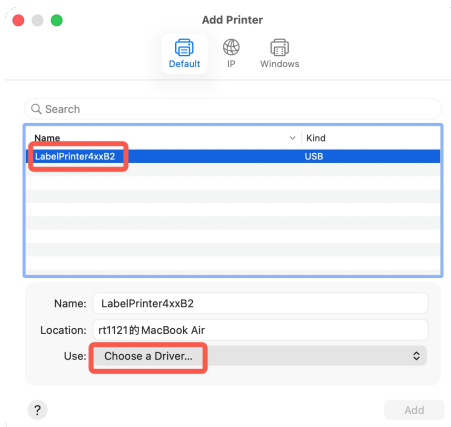 Add Printer
Default IP Windows
Search
Name Kind
LabelPrinter4xxB2 USB
Name: LabelPrinter4xxB2
Location: rt1121的MacBook Air
Use: Choose a Driver...
? Add